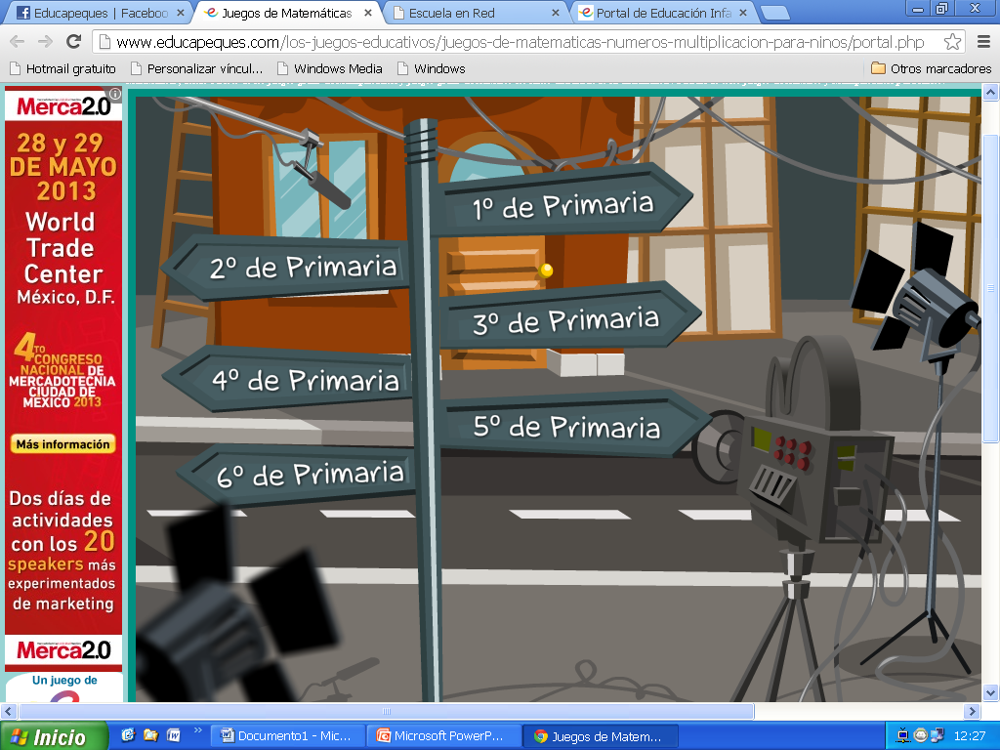 Educapeques | Faceboo
Juegos de Matemáticas
Escuela en Red
Portal de Educación Infa
www.educapeques.com/los-juegos-educativos/juegos-de-matematicas-numeros-multiplicacion-para-ninos/portal.php
Hotmail gratuito
Personalizar víncul...
Windows Media
Windows
Otros marcadores
Merca2.0
28 y 29
DE MAYO
2013
World
Trade
Center
México, D.F.
4TO
CONGRESO
NACIONAL DE
MERCADOTECNIA
CIUDAD DE
MÉXICO 2013
Más información
Dos días de
actividades
con los 20
speakers más
experimentados
de marketing
Merca2.0
Un juego de
1º de Primaria
2º de Primaria
3º de Primaria
4º de Primaria
5º de Primaria
6º de Primaria
Inicio
Documento1 - Mic...
Microsoft PowerP...
Juegos de Matem...
12:27